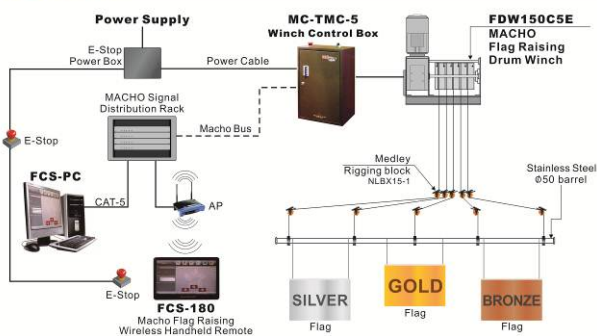 Power Supply
E-Stop
Power Box
Power Cable
MC-TMC-5
Winch Control Box
FDW150C5E
MACHO
Flag Raising
Drum Winch
MACHO Signal
Distribution Rack
Macho Bus
E-Stop
FCS-PC
CAT-5
AP
Medley
Rigging block
NLBX15-1
Stainless Steel
Ø50 barrel
E-Stop
FCS-180
Macho Flag Raising
Wireless Handheld Remote
SILVER
Flag
GOLD
Flag
BRONZE
Flag